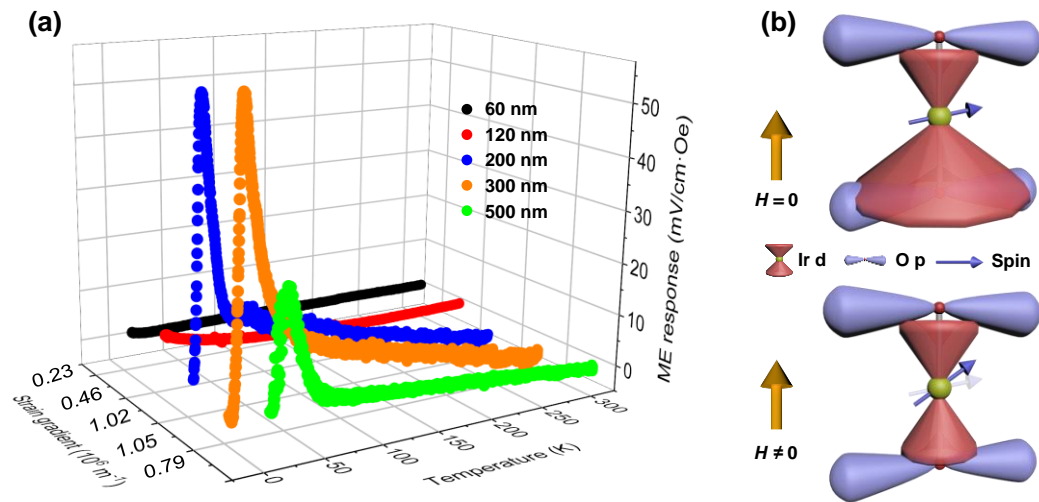 (a)
60 nm
120 nm
200 nm
300 nm
500 nm
50
40
30
20
10
0
ME response (mV/cm·Oe)
0.23
0.46
1.02
1.05
0.79
Strain gradient (10⁶ m⁻¹)
0
50
100
150
200
250
300
Temperature (K)
(b)
H = 0
Ir d O p Spin
H ≠ 0